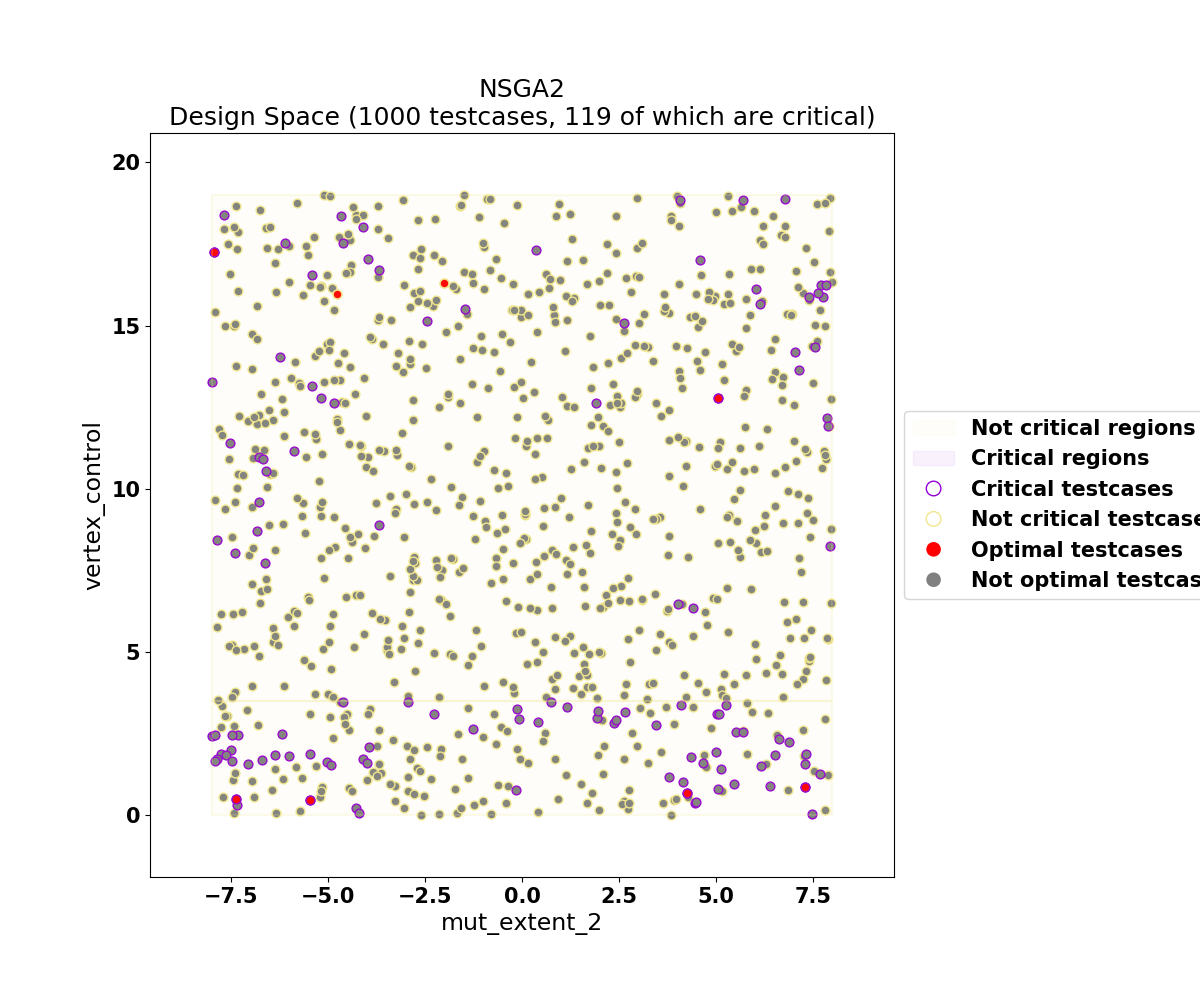 NSGA2
Design Space (1000 testcases, 119 of which are critical)
20
15
10
5
0
vertex_control
−7.5 −5.0 −2.5 0.0 2.5 5.0 7.5
mut_extent_2
Not critical regions
Critical regions
Critical testcases
Not critical testcase
Optimal testcases
Not optimal testcas